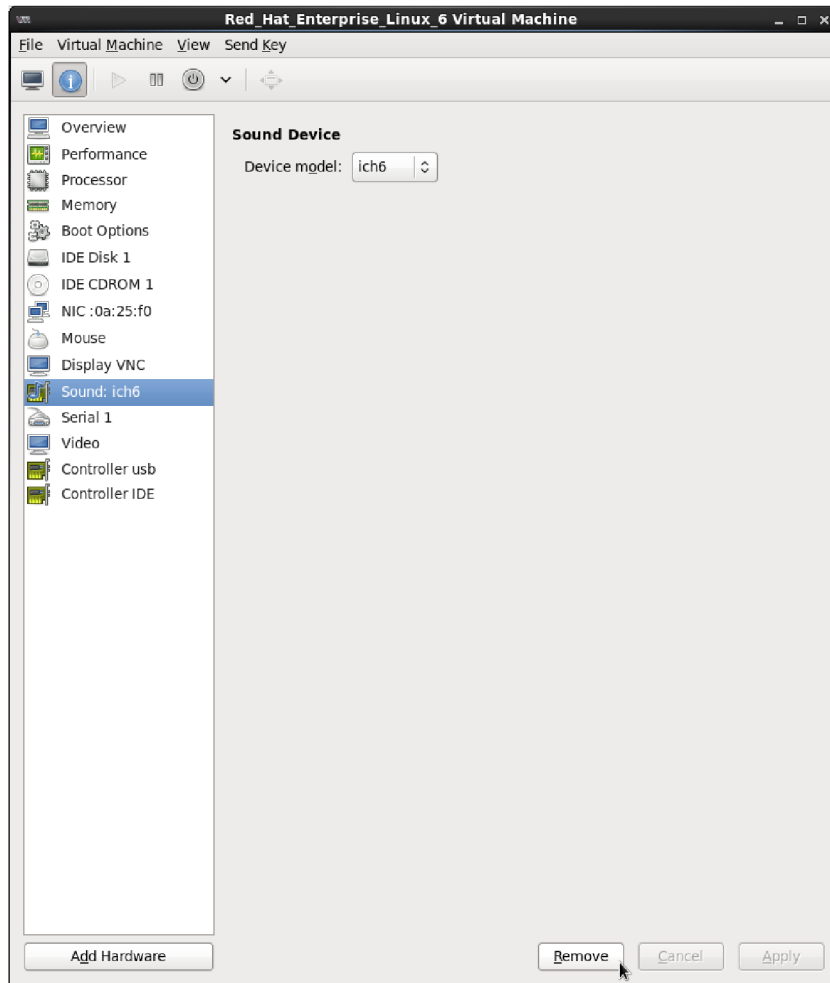 Red_Hat_Enterprise_Linux_6 Virtual Machine
File Virtual Machine View Send Key
Overview
Performance
Processor
Memory
Boot Options
IDE Disk 1
IDE CDROM 1
NIC :0a:25:f0
Mouse
Display VNC
Sound: ich6
Serial 1
Video
Controller usb
Controller IDE
Sound Device
Device model: ich6
Add Hardware
Remove Cancel Apply